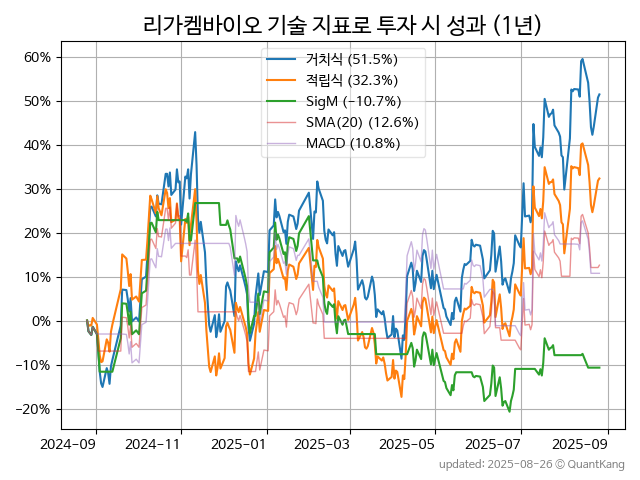 리가켐바이오 기술 지표로 투자 시 성과 (1년)
거치식 (51.5%)
적립식 (32.3%)
SigM (−10.7%)
SMA(20) (12.6%)
MACD (10.8%)
60%
50%
40%
30%
20%
10%
0%
−10%
−20%
2024-09
2024-11
2025-01
2025-03
2025-05
2025-07
2025-09
updated: 2025-08-26 © QuantKang